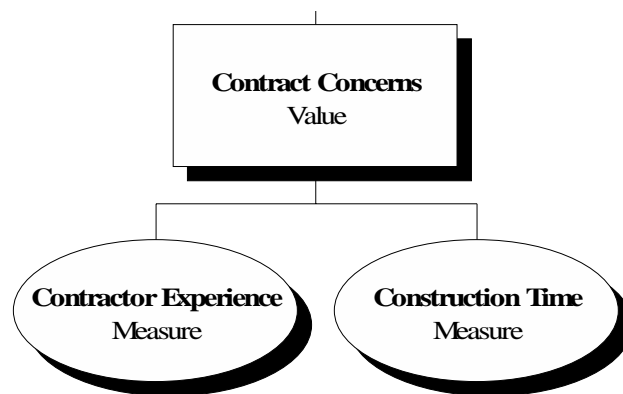 Contract Concerns
Value
Contractor Experience
Measure
Construction Time
Measure